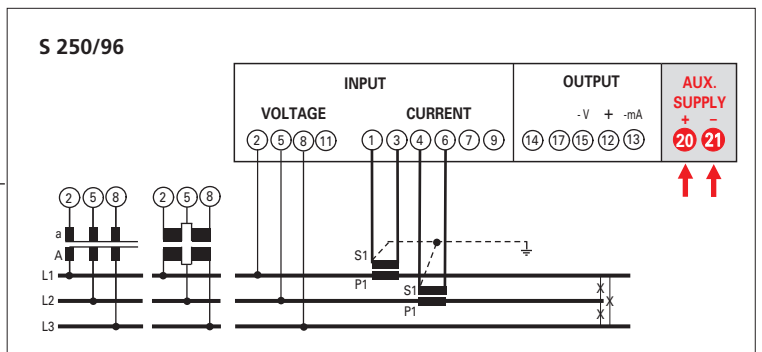 S 250/96
INPUT
OUTPUT
AUX.
SUPPLY
VOLTAGE
CURRENT
- V + -mA
+ –
2 5 8 11
1 3 4 6 7 9
14 17 15 12 13
20 21
2 5 8
2 5 8
a
A
S1
L1
P1
S1
L2
P1
L3
X
X
X